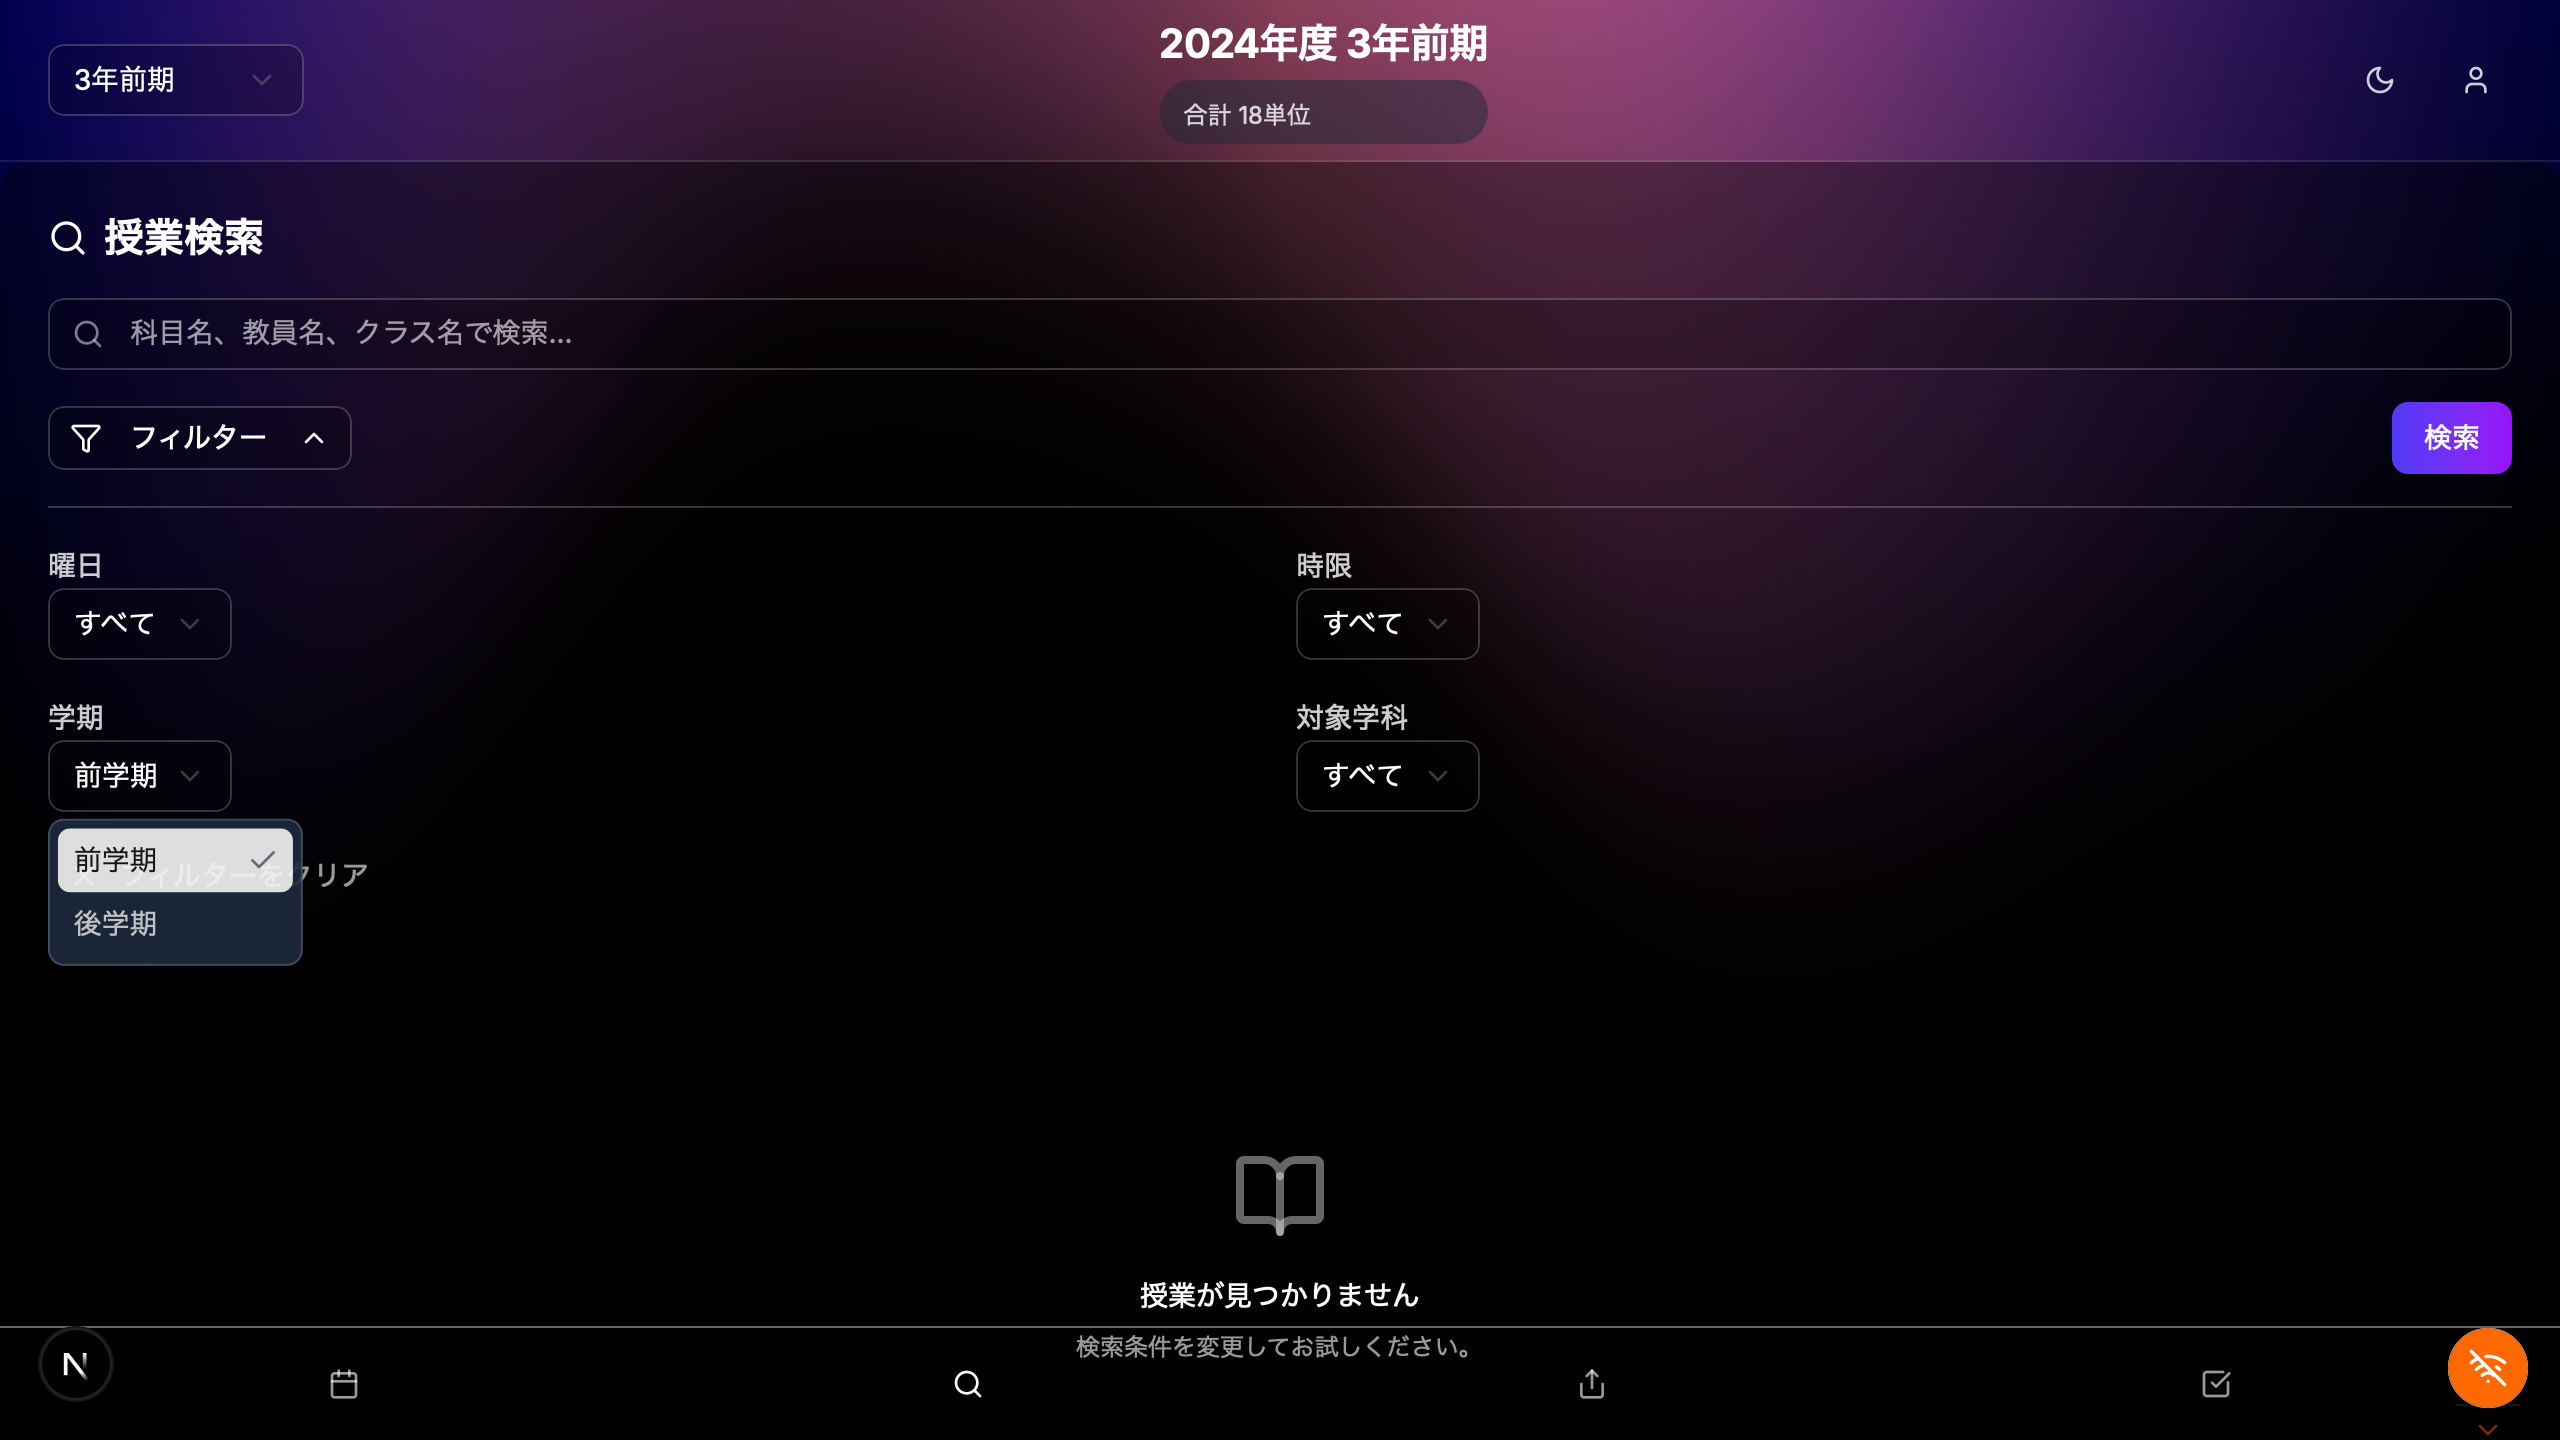 3年前期
2024年度 3年前期
合計 18単位
授業検索
科目名、教員名、クラス名で検索...
フィルター
検索
曜日
時限
すべて
すべて
学期
対象学科
前学期
すべて
前学期
フィルターをクリア
後学期
授業が見つかりません
検索条件を変更してお試しください。
N